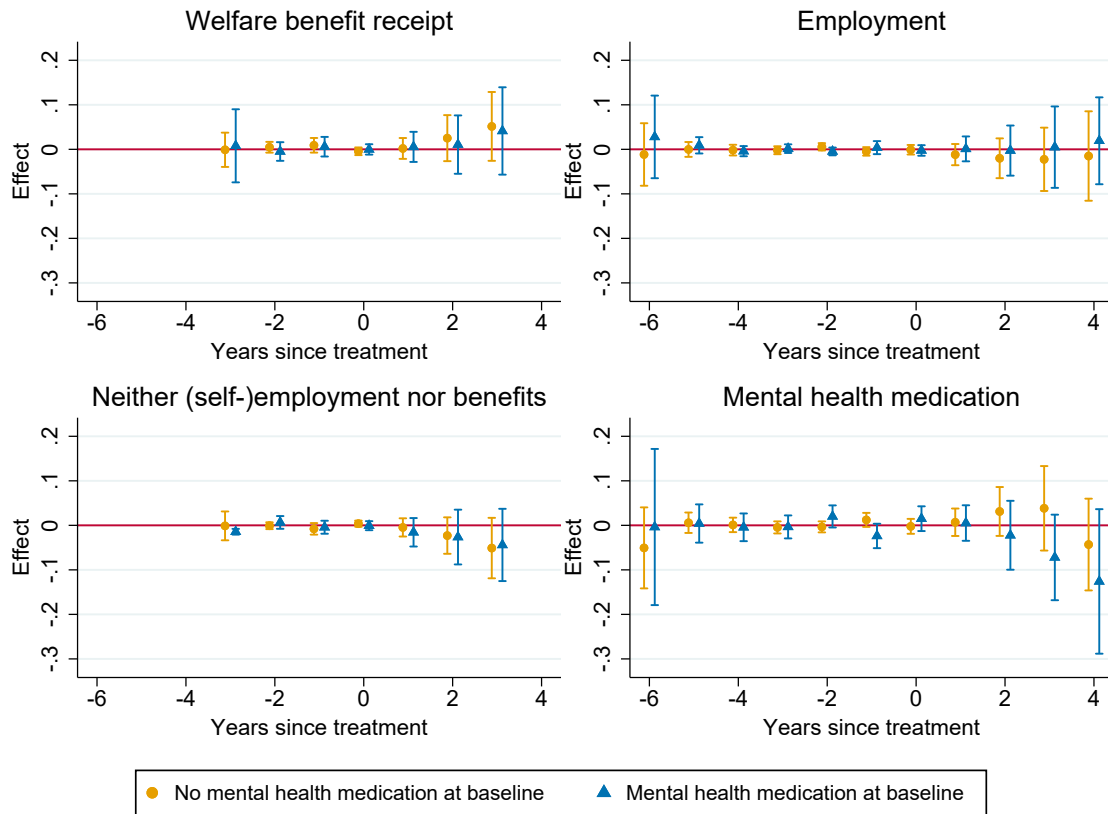 Welfare benefit receipt
Effect
.2
.1
0
-.1
-.2
-.3
-6 -4 -2 0 2 4
Years since treatment
Employment
Effect
.2
.1
0
-.1
-.2
-.3
-6 -4 -2 0 2 4
Years since treatment
Neither (self-)employment nor benefits
Effect
.2
.1
0
-.1
-.2
-.3
-6 -4 -2 0 2 4
Years since treatment
Mental health medication
Effect
.2
.1
0
-.1
-.2
-.3
-6 -4 -2 0 2 4
Years since treatment
No mental health medication at baseline
Mental health medication at baseline